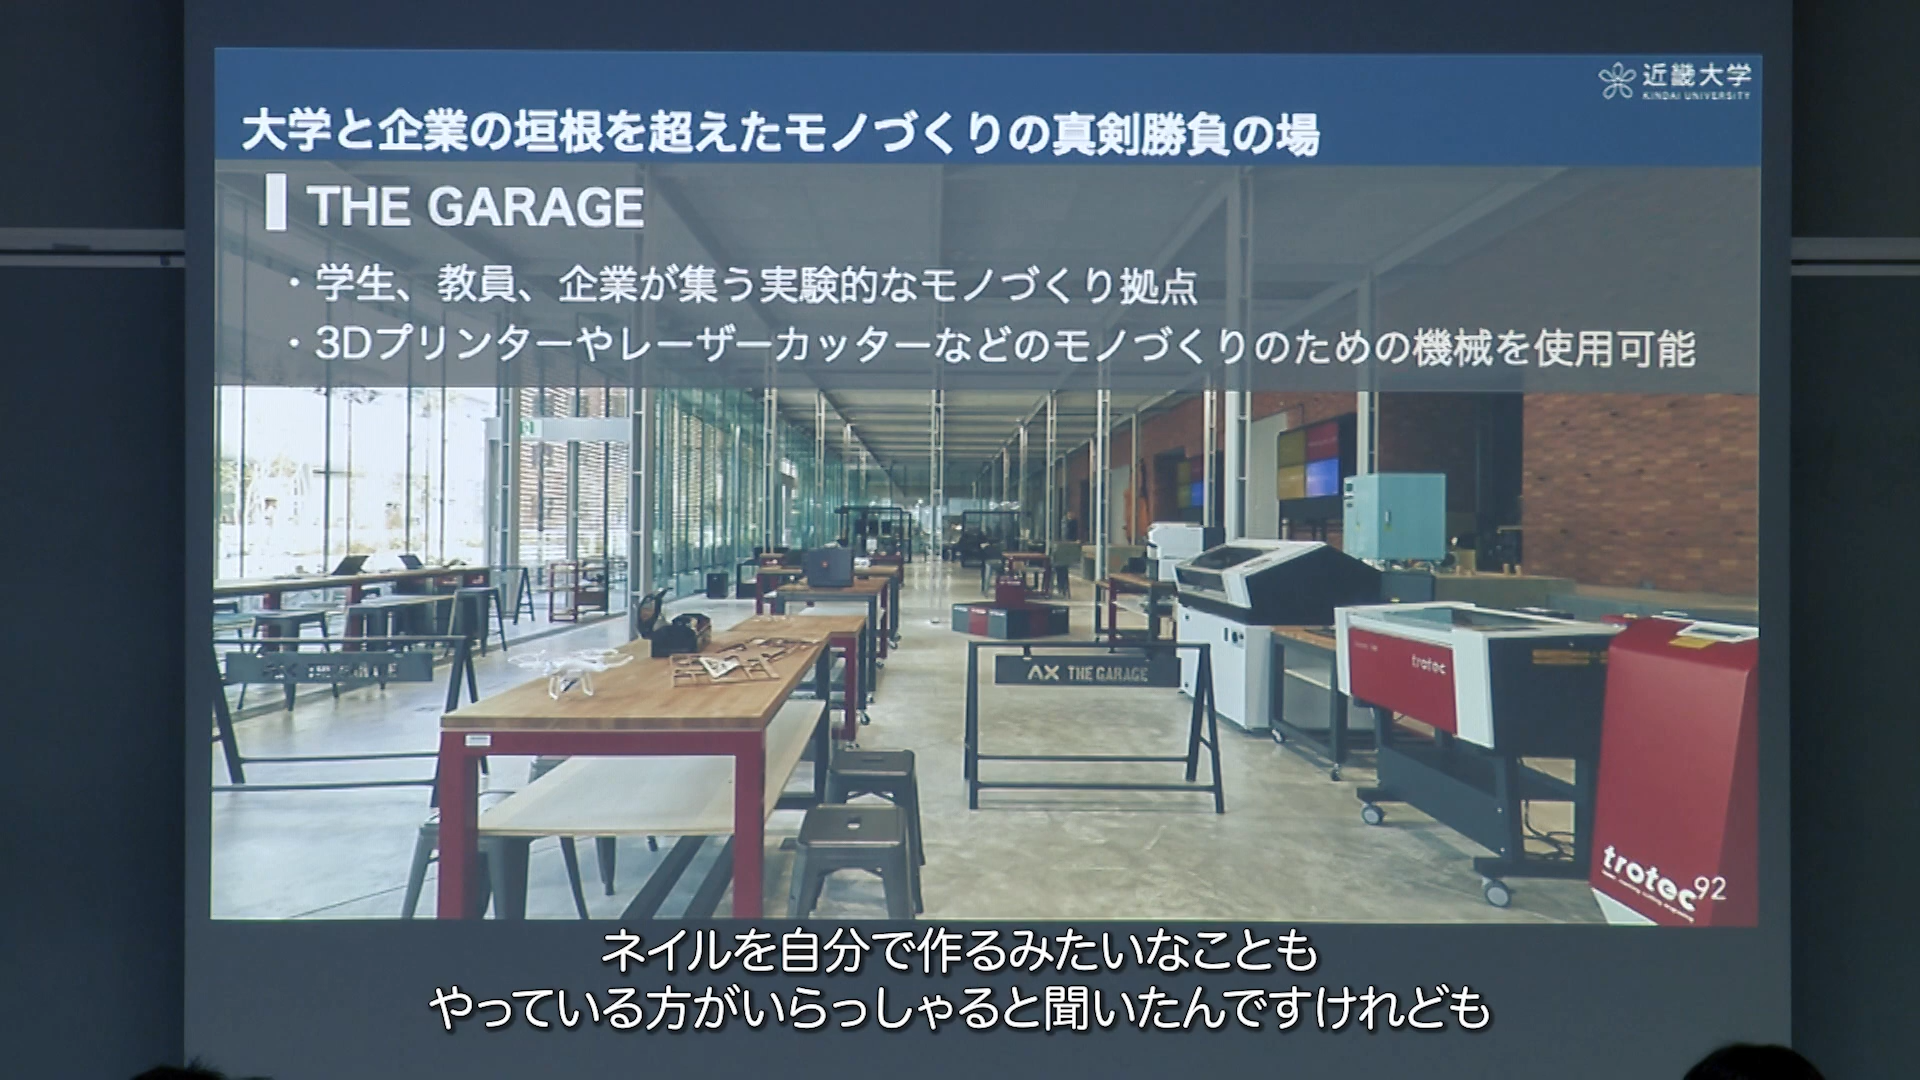 近畿大学
KINDAI UNIVERSITY
大学と企業の垣根を超えたモノづくりの真剣勝負の場
THE GARAGE
・学生、教員、企業が集う実験的なモノづくり拠点
・3Dプリンターやレーザーカッターなどのモノづくりのための機械を使用可能
AX THE GARAGE
trotec
trotec
92
ネイルを自分で作るみたいなことも
やっている方がいらっしゃると聞いたんですけれども